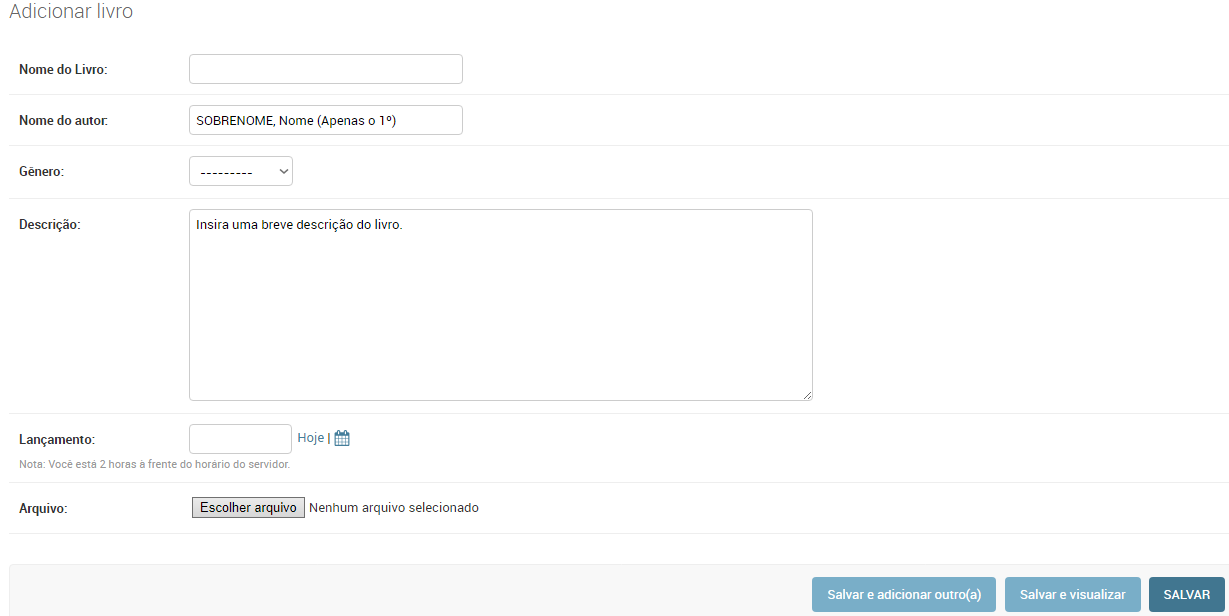 Adicionar livro
Nome do Livro:
Nome do autor: SOBRENOME, Nome (Apenas o 1º)
Gênero: ---------
Descrição: Insira uma breve descrição do livro.
Lançamento: Hoje |
Nota: Você está 2 horas à frente do horário do servidor.
Arquivo: Escolher arquivo Nenhum arquivo selecionado
Salvar e adicionar outro(a) Salvar e visualizar SALVAR